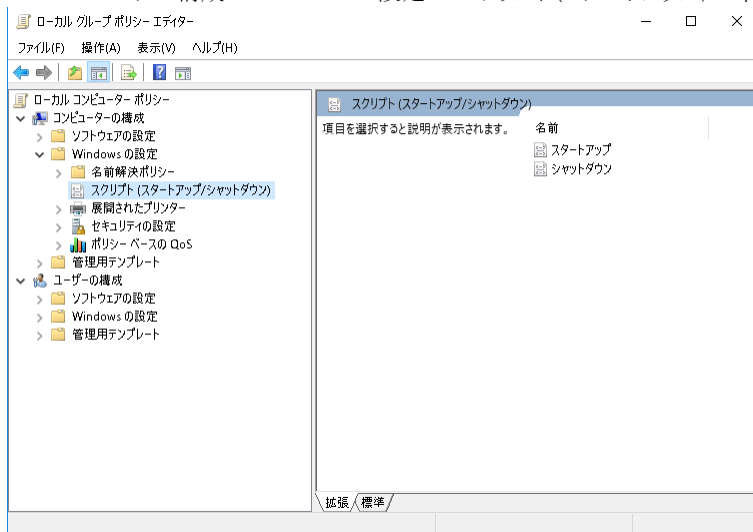 ローカル グループ ポリシー エディター
ファイル(F) 操作(A) 表示(V) ヘルプ(H)
ローカル コンピューター ポリシー
コンピューターの構成
ソフトウェアの設定
Windows の設定
名前解決ポリシー
スクリプト (スタートアップ/シャットダウン)
展開されたプリンター
セキュリティの設定
ポリシー ベースの QoS
管理用テンプレート
ユーザーの構成
ソフトウェアの設定
Windows の設定
管理用テンプレート
スクリプト (スタートアップ/シャットダウン)
項目を選択すると説明が表示されます。
名前
スタートアップ
シャットダウン
拡張 標準